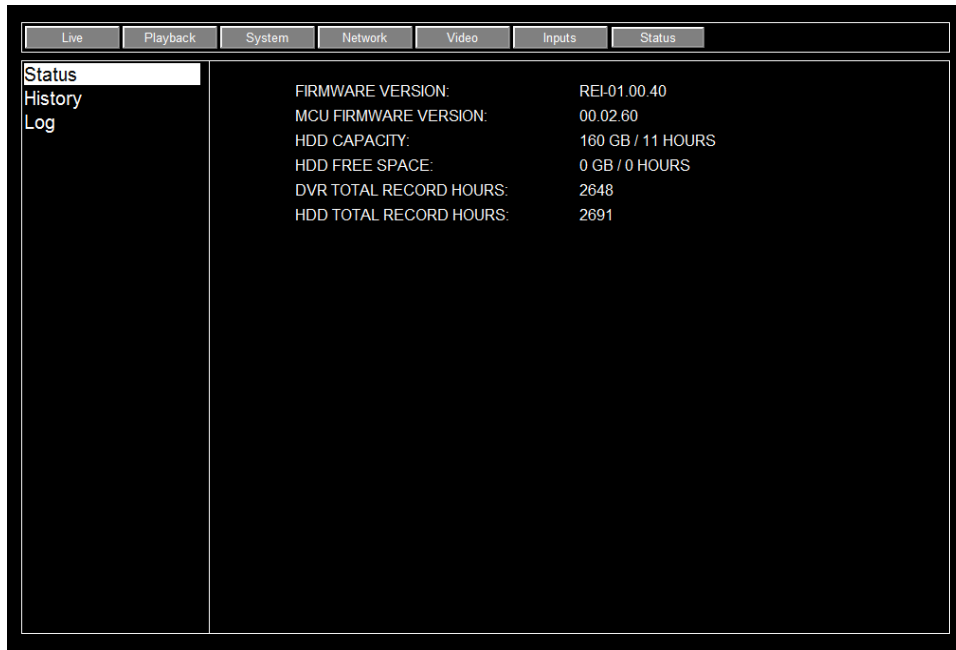 Live Playback System Network Video Inputs Status
Status
History
Log
FIRMWARE VERSION: REI-01.00.40
MCU FIRMWARE VERSION: 00.02.60
HDD CAPACITY: 160 GB / 11 HOURS
HDD FREE SPACE: 0 GB / 0 HOURS
DVR TOTAL RECORD HOURS: 2648
HDD TOTAL RECORD HOURS: 2691